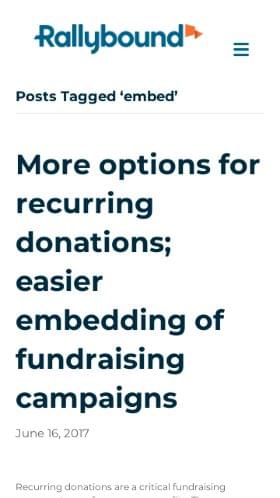 Rallybound
Posts Tagged ‘embed’
More options for
recurring
donations;
easier
embedding of
fundraising
campaigns
June 16, 2017
Recurring donations are a critical fundraising